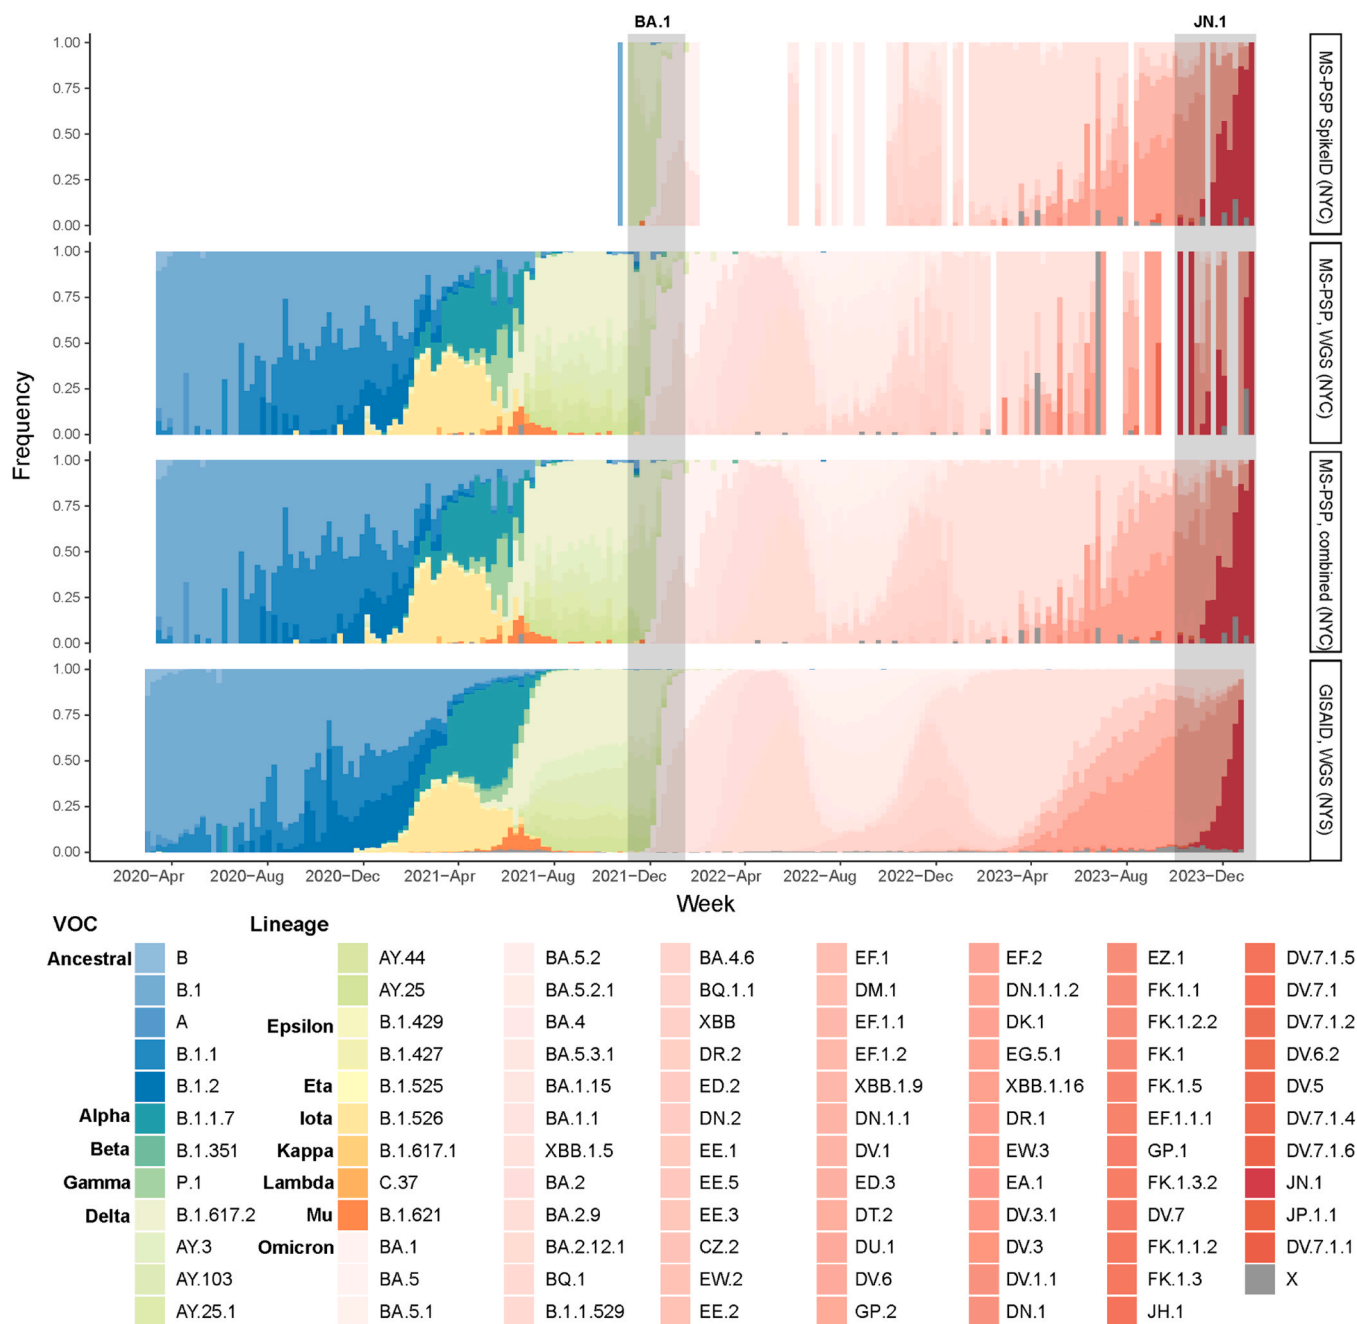 BA.1 JN.1
1.00
0.75
0.50
0.25
0.00
MS-PSP SpikeID (NYC)
1.00
0.75
0.50
0.25
0.00
MS-PSP, WGS (NYC)
Frequency
1.00
0.75
0.50
0.25
0.00
MS-PSP, combined (NYC)
1.00
0.75
0.50
0.25
0.00
GISAID, WGS (NYS)
2020-Apr 2020-Aug 2020-Dec 2021-Apr 2021-Aug 2021-Dec 2022-Apr 2022-Aug 2022-Dec 2023-Apr 2023-Aug 2023-Dec
Week
VOC Lineage
Ancestral B AY.44 BA.5.2 BA.4.6 EF.1 EF.2 EZ.1 DV.7.1.5
B.1 AY.25 BA.5.2.1 BQ.1.1 DM.1 DN.1.1.2 FK.1.1 DV.7.1
A Epsilon B.1.429 BA.4 XBB EF.1.1 DK.1 FK.1.2.2 DV.7.1.2
B.1.1 B.1.427 BA.5.3.1 DR.2 EF.1.2 EG.5.1 FK.1 DV.6.2
B.1.2 Eta B.1.525 BA.1.15 ED.2 XBB.1.9 XBB.1.16 FK.1.5 DV.5
Alpha B.1.1.7 Iota B.1.526 BA.1.1 DN.2 DN.1.1 DR.1 EF.1.1.1 DV.7.1.4
Beta B.1.351 Kappa B.1.617.1 XBB.1.5 EE.1 DV.1 EW.3 GP.1 DV.7.1.6
Gamma P.1 Lambda C.37 BA.2 EE.5 ED.3 EA.1 FK.1.3.2 JN.1
Delta B.1.617.2 Mu B.1.621 BA.2.9 EE.3 DT.2 DV.3.1 DV.7 JP.1.1
AY.3 Omicron BA.1 BA.2.12.1 CZ.2 DU.1 DV.3 FK.1.1.2 DV.7.1.1
AY.103 BA.5 BQ.1 EW.2 DV.6 DV.1.1 FK.1.3 X
AY.25.1 BA.5.1 B.1.1.529 EE.2 GP.2 DN.1 JH.1